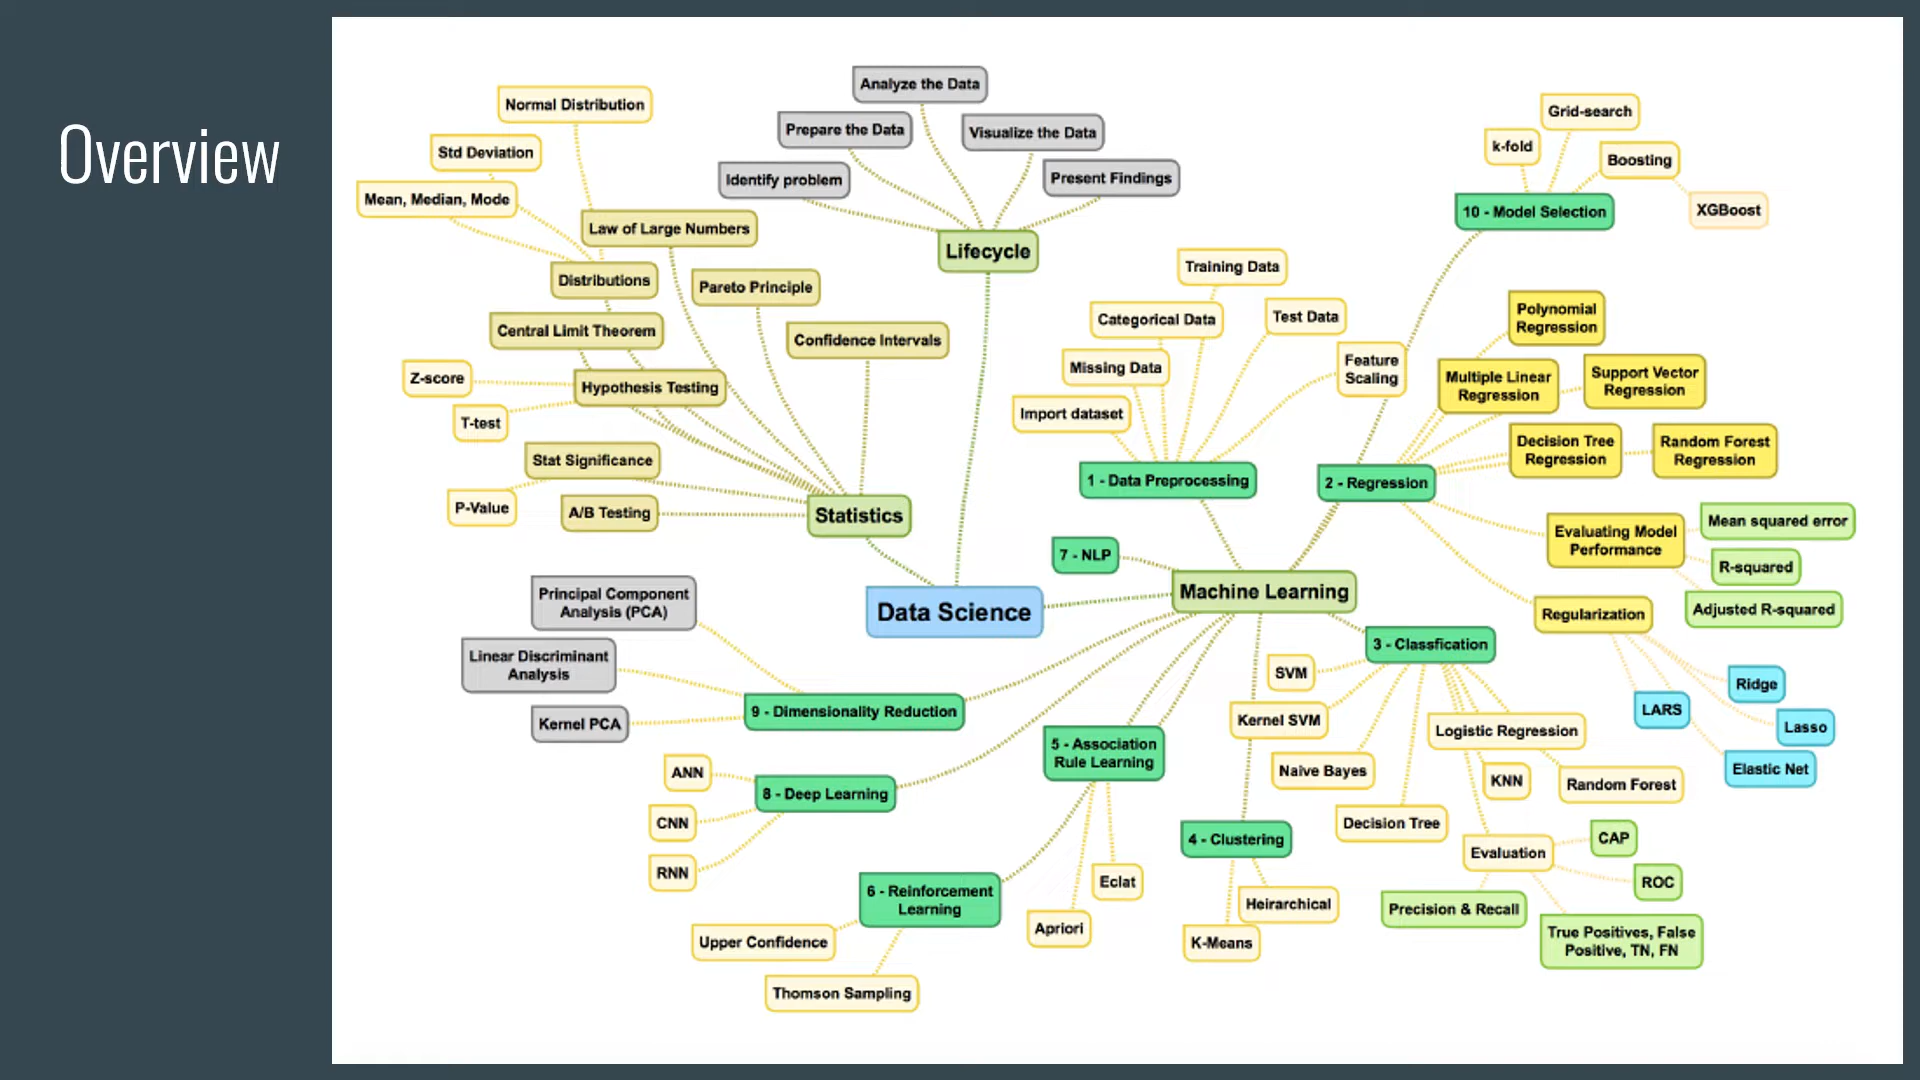 Overview
Analyze the Data
Prepare the Data
Visualize the Data
Identify problem
Present Findings
Lifecycle
Normal Distribution
Std Deviation
Mean, Median, Mode
Law of Large Numbers
Distributions
Pareto Principle
Central Limit Theorem
Confidence Intervals
Z-score
Hypothesis Testing
T-test
Stat Significance
P-Value
A/B Testing
Statistics
Data Science
Grid-search
k-fold
Boosting
XGBoost
10 - Model Selection
Training Data
Categorical Data
Test Data
Missing Data
Feature
Scaling
Import dataset
1 - Data Preprocessing
Polynomial
Regression
Multiple Linear
Regression
Support Vector
Regression
Decision Tree
Regression
Random Forest
Regression
2 - Regression
Evaluating Model
Performance
Mean squared error
R-squared
Adjusted R-squared
Regularization
Ridge
LARS
Lasso
Elastic Net
7 - NLP
Machine Learning
3 - Classfication
SVM
Kernel SVM
Naive Bayes
Decision Tree
Logistic Regression
KNN
Random Forest
Evaluation
CAP
ROC
Precision & Recall
True Positives, False
Positive, TN, FN
Principal Component
Analysis (PCA)
Linear Discriminant
Analysis
Kernel PCA
9 - Dimensionality Reduction
ANN
CNN
RNN
8 - Deep Learning
5 - Association
Rule Learning
Eclat
Apriori
4 - Clustering
Heirarchical
K-Means
6 - Reinforcement
Learning
Upper Confidence
Thomson Sampling